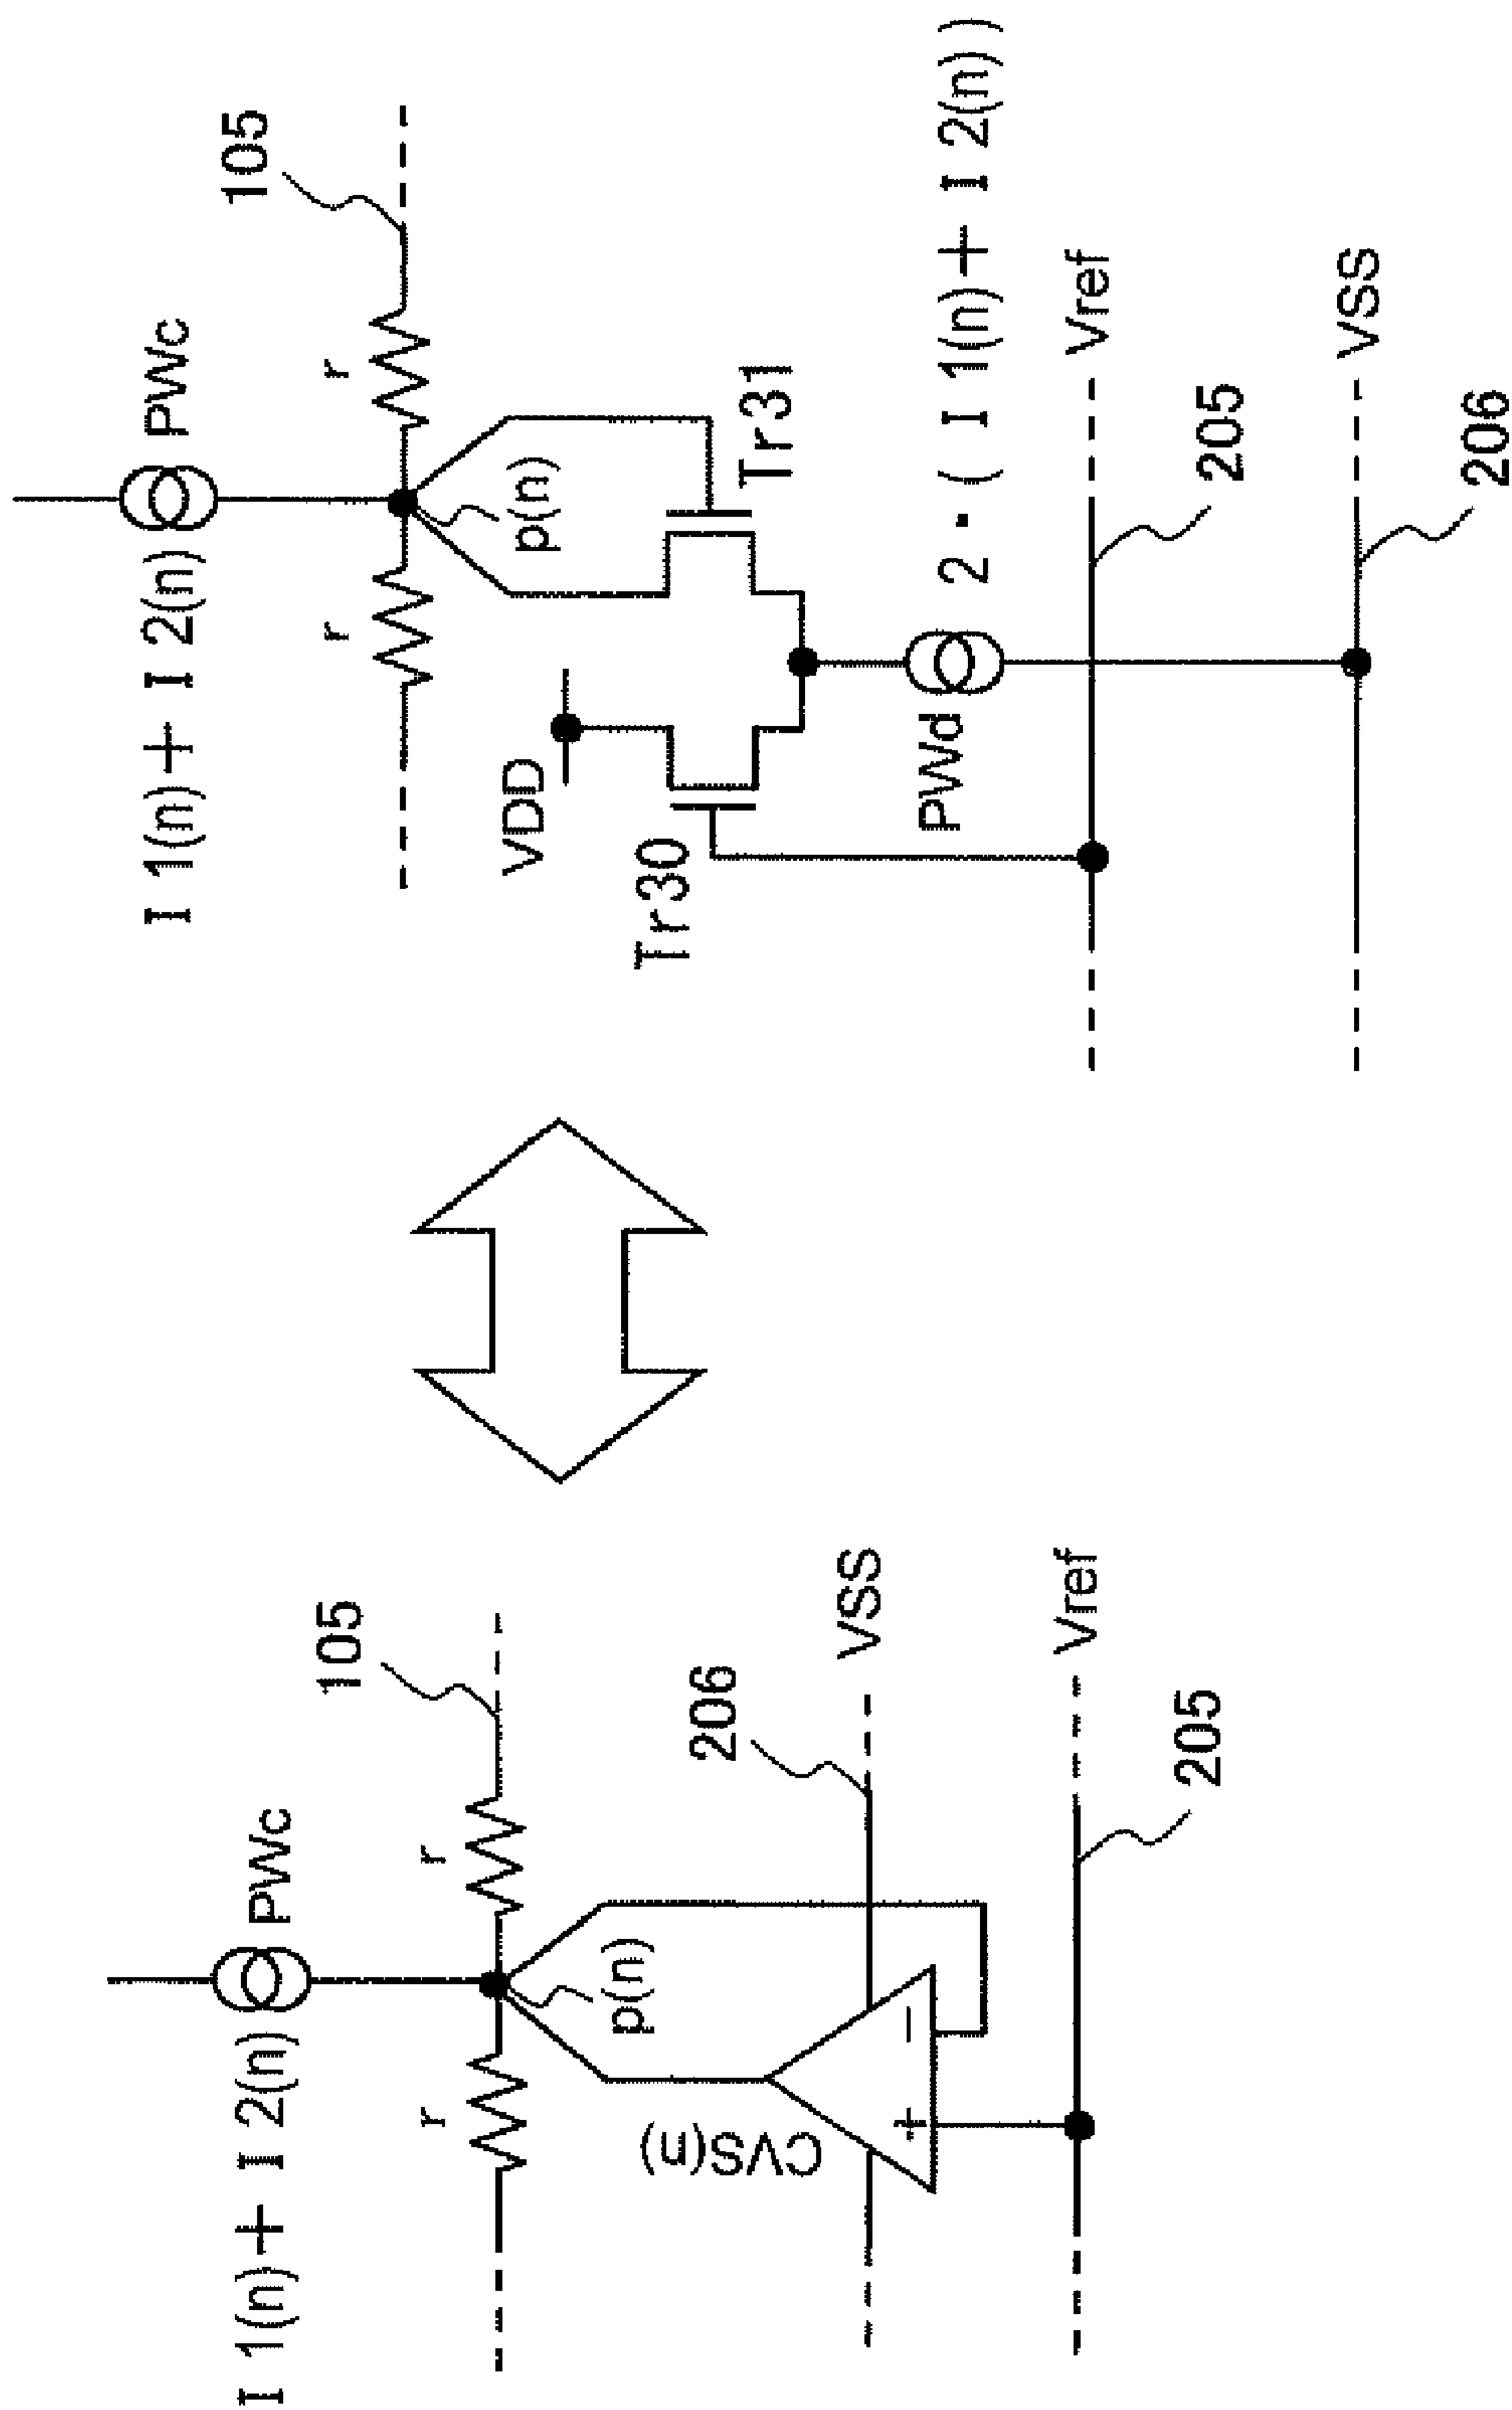 I 1(n)+ I 2(n)
PWc
105
r
r
p(n)
CVS(n)
+
−
206
VSS
Vref
205
I 1(n)+ I 2(n)
PWc
105
r
r
p(n)
VDD
Tr30
Tr31
PWd
2・( I 1(n)+ I 2(n) )
Vref
205
VSS
206